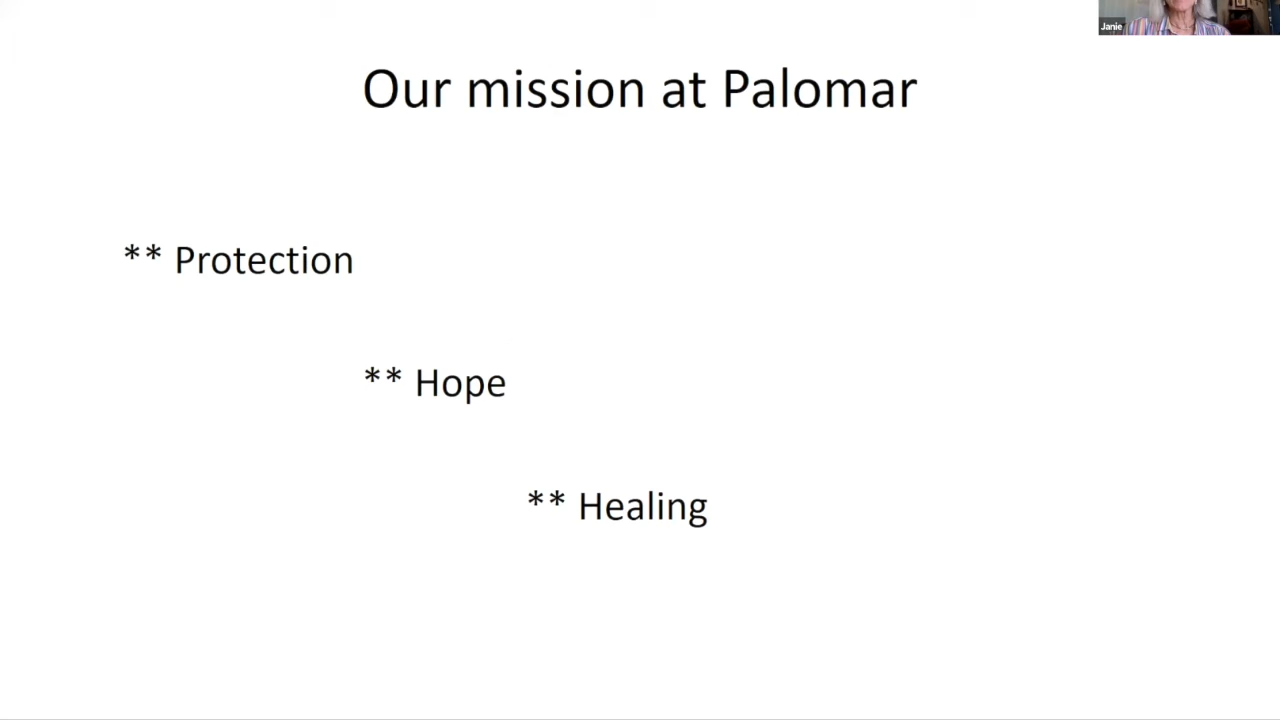 Janie
Our mission at Palomar
** Protection
** Hope
** Healing